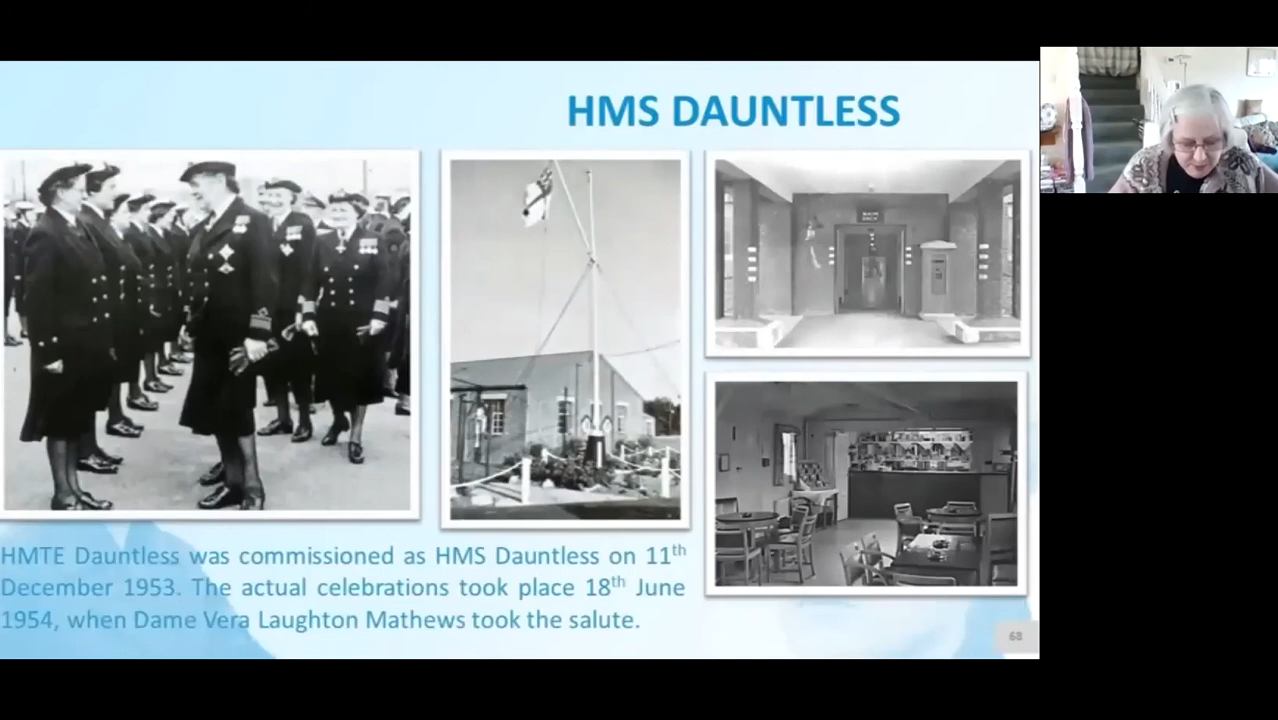 HMS DAUNTLESS
HMTE Dauntless was commissioned as HMS Dauntless on 11th
December 1953. The actual celebrations took place 18th June
1954, when Dame Vera Laughton Mathews took the salute.
68